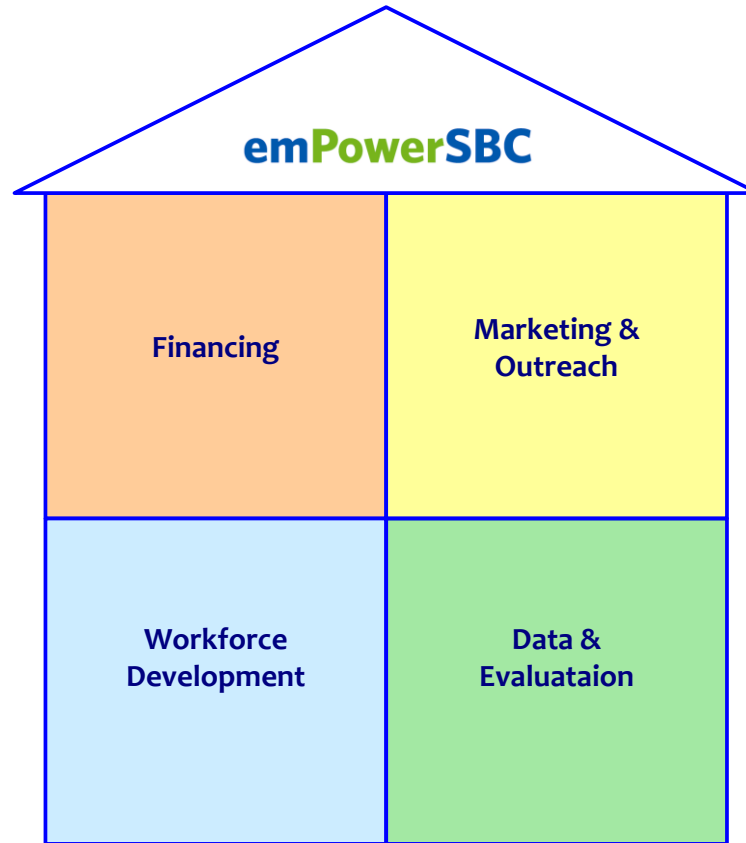 emPowerSBC
Financing
Marketing &
Outreach
Workforce
Development
Data &
Evaluataion